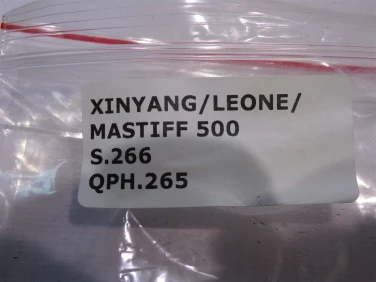 XINYANG/LEONE/
MASTIFF 500
S.266
QPH.265